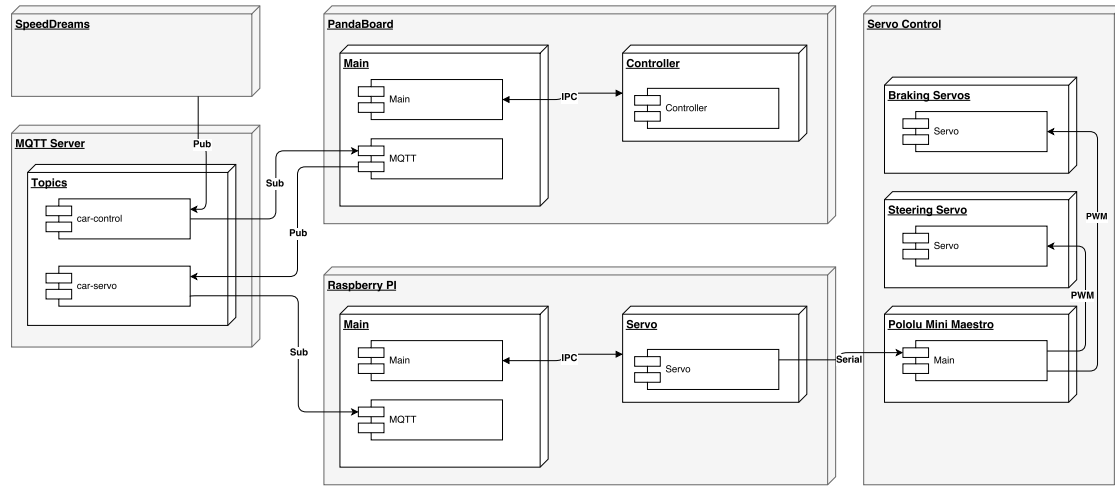 SpeedDreams
Pub
MQTT Server
Topics
car-control
car-servo
Sub
Pub
Sub
PandaBoard
Main
Main
MQTT
IPC
Controller
Controller
Raspberry PI
Main
Main
MQTT
IPC
Servo
Servo
Serial
Servo Control
Braking Servos
Servo
PWM
Steering Servo
Servo
PWM
Pololu Mini Maestro
Main